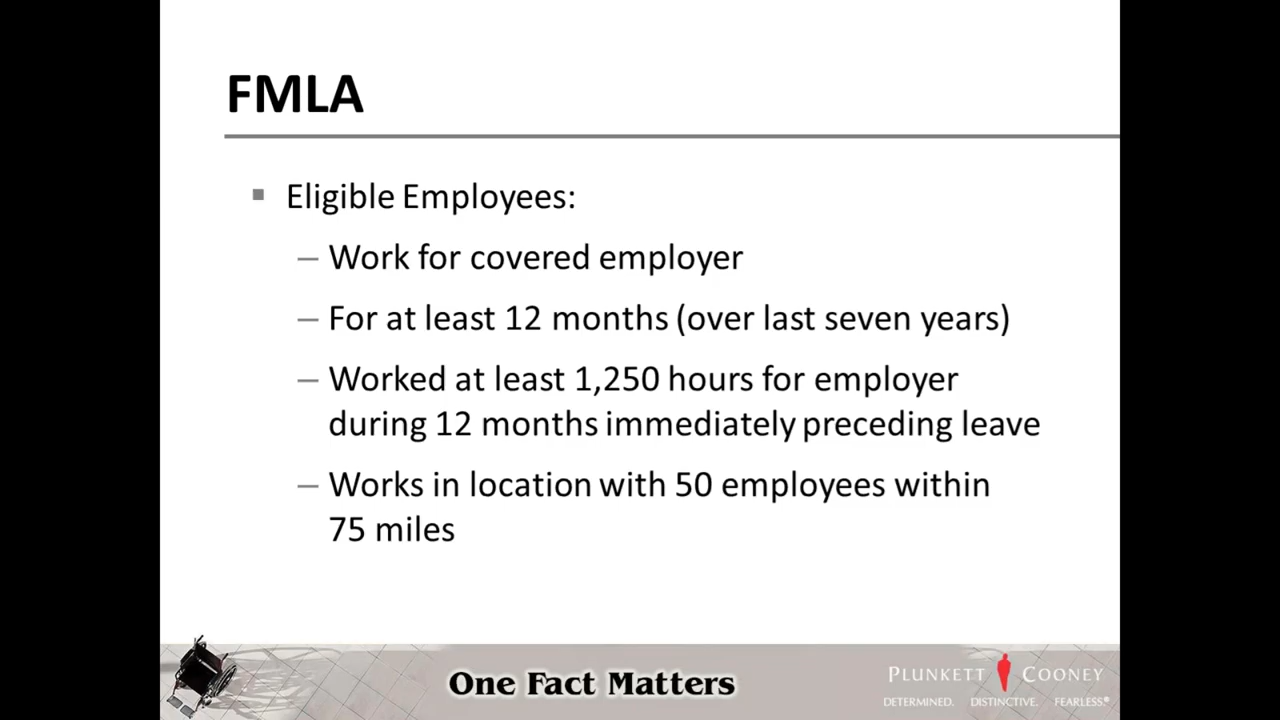 FMLA
▪ Eligible Employees:
– Work for covered employer
– For at least 12 months (over last seven years)
– Worked at least 1,250 hours for employer
during 12 months immediately preceding leave
– Works in location with 50 employees within
75 miles
One Fact Matters
PLUNKETT COONEY
DETERMINED. DISTINCTIVE. FEARLESS.®